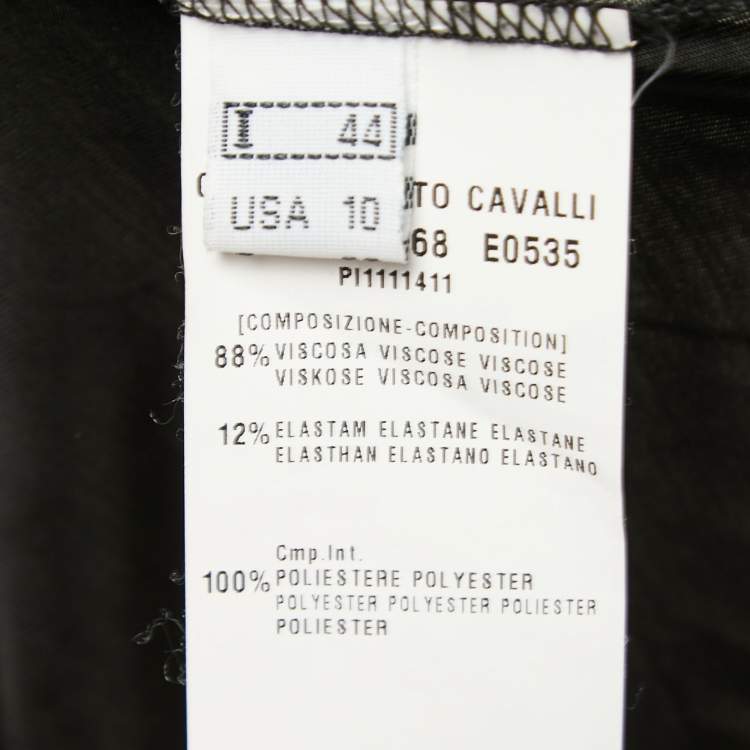 I 44
USA 10
CAVALLI
68 E0535
PI1111411
[COMPOSIZIONE-COMPOSITION]
88% VISCOSA VISCOSE VISCOSE
VISKOSE VISCOSA VISCOSE
12% ELASTAM ELASTANE ELASTANE
ELASTHAN ELASTANO ELASTANO
Cmp.Int.
100% POLIESTERE POLYESTER
POLYESTER POLYESTER POLIESTER
POLIESTER